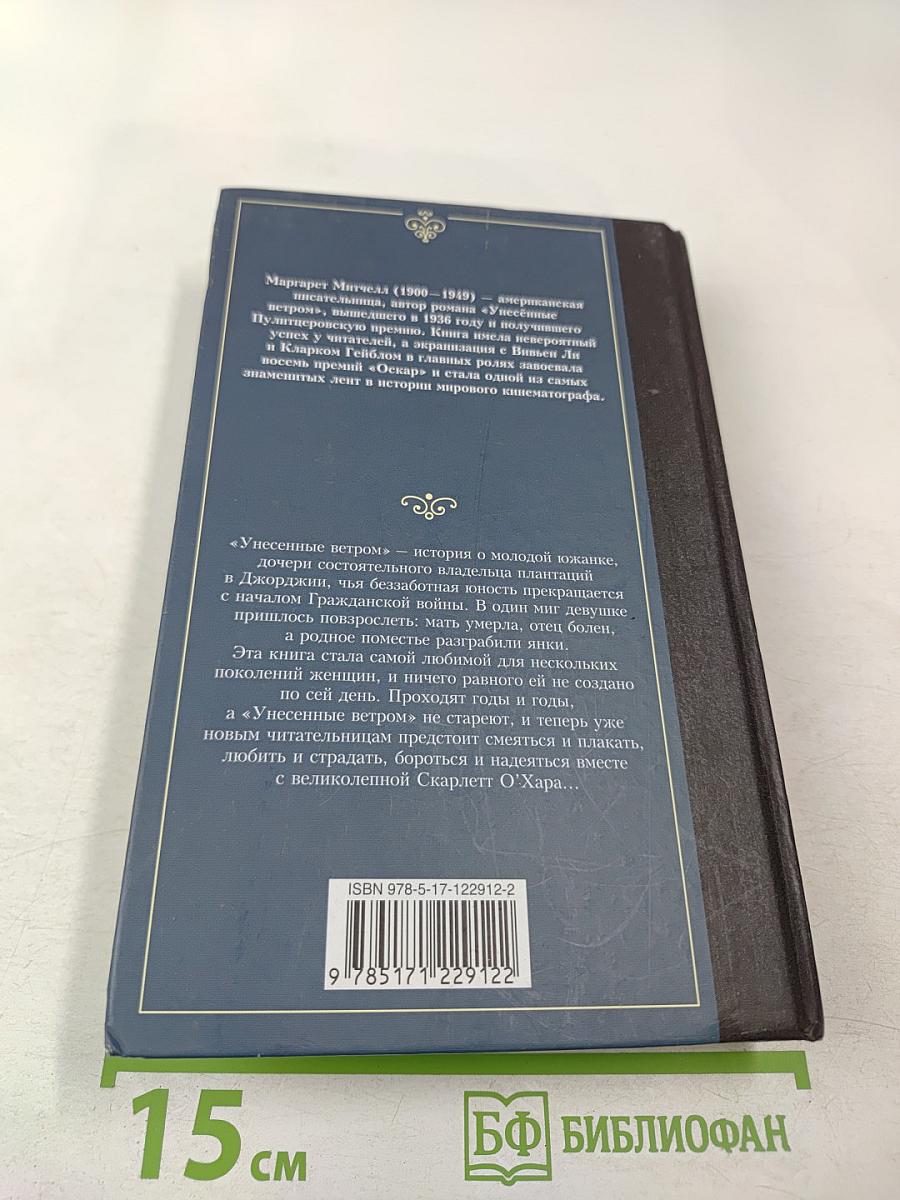 Маргарет Митчелл (1900—1949) — американская
писательница, автор романа «Унесённые
ветром», вышедшего в 1936 году и получившего
Пулитцеровскую премию. Книга имела невероятный
успех у читателей, а экранизация с Вивьен Ли
и Кларком Гейблом в главных ролях завоевала
восемь премий «Оскар» и стала одной из самых
знаменитых лент в истории мирового кинематографа.
«Унесенные ветром» — история о молодой южанке,
дочери состоятельного владельца плантаций
в Джорджии, чья беззаботная юность прекращается
с началом Гражданской войны. В один миг девушке
пришлось повзрослеть: мать умерла, отец болен,
а родное поместье разграбили янки.
Эта книга стала самой любимой для нескольких
поколений женщин, и ничего равного ей не создано
по сей день. Проходят годы и годы,
а «Унесенные ветром» не стареют, и теперь уже
новым читательницам предстоит смеяться и плакать,
любить и страдать, бороться и надеяться вместе
с великолепной Скарлетт О’Хара...
ISBN 978-5-17-122912-2
9 785171 229122
15 см
БФ БИБЛИОФАН